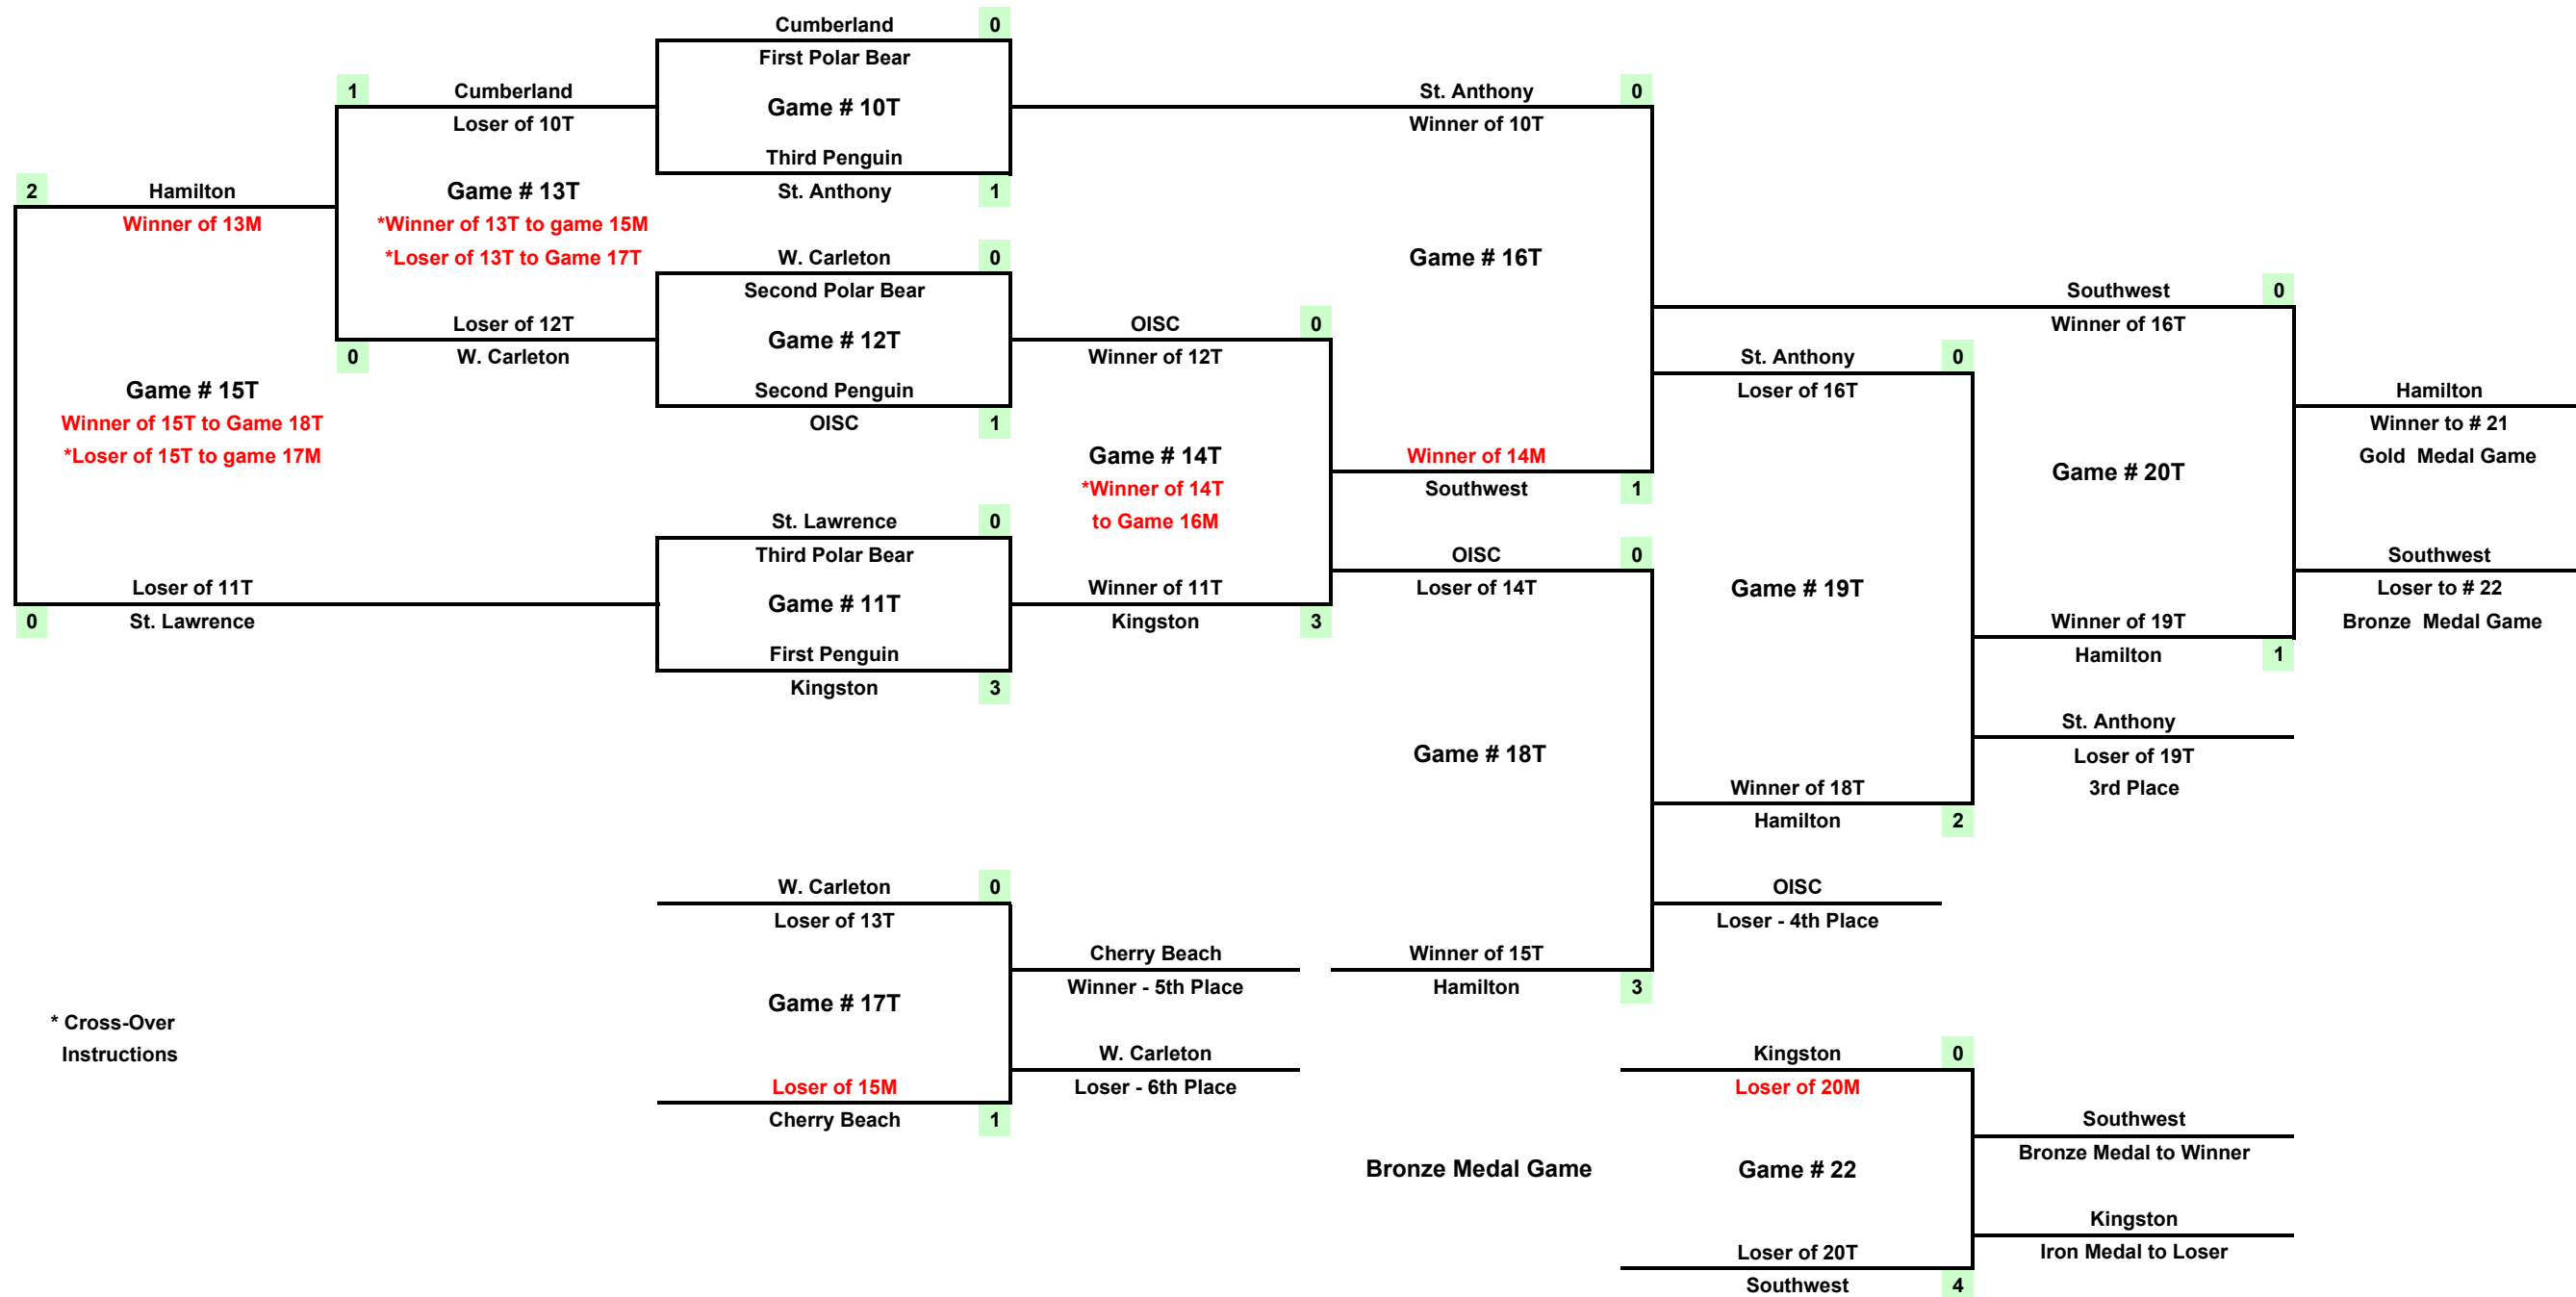 Cumberland 0
First Polar Bear
1 Cumberland Game # 10T St. Anthony 0
Loser of 10T Winner of 10T
Third Penguin
2 Hamilton Game # 13T St. Anthony 1
Winner of 13M *Winner of 13T to game 15M
*Loser of 13T to Game 17T W. Carleton 0 Game # 16T
Second Polar Bear Southwest 0
Loser of 12T Game # 12T OISC 0 Winner of 16T
0 W. Carleton Winner of 12T St. Anthony 0
Game # 15T Second Penguin Loser of 16T Hamilton
Winner of 15T to Game 18T OISC 1 Winner to # 21
*Loser of 15T to game 17M Game # 14T Winner of 14M Game # 20T Gold Medal Game
*Winner of 14T Southwest 1
St. Lawrence 0 to Game 16M
Third Polar Bear OISC 0 Southwest
Loser of 11T Game # 11T Winner of 11T Loser of 14T Game # 19T Loser to # 22
0 St. Lawrence Kingston 3 Winner of 19T Bronze Medal Game
First Penguin Hamilton 1
Kingston 3
St. Anthony
Game # 18T Loser of 19T
Winner of 18T 3rd Place
Hamilton 2
W. Carleton 0 OISC
Loser of 13T Loser - 4th Place
Cherry Beach Winner of 15T
Game # 17T Winner - 5th Place Hamilton 3
* Cross-Over
Instructions W. Carleton Kingston 0
Loser of 15M Loser - 6th Place Loser of 20M
Cherry Beach 1 Southwest
Bronze Medal Game Game # 22 Bronze Medal to Winner
Kingston
Loser of 20T Iron Medal to Loser
Southwest 4